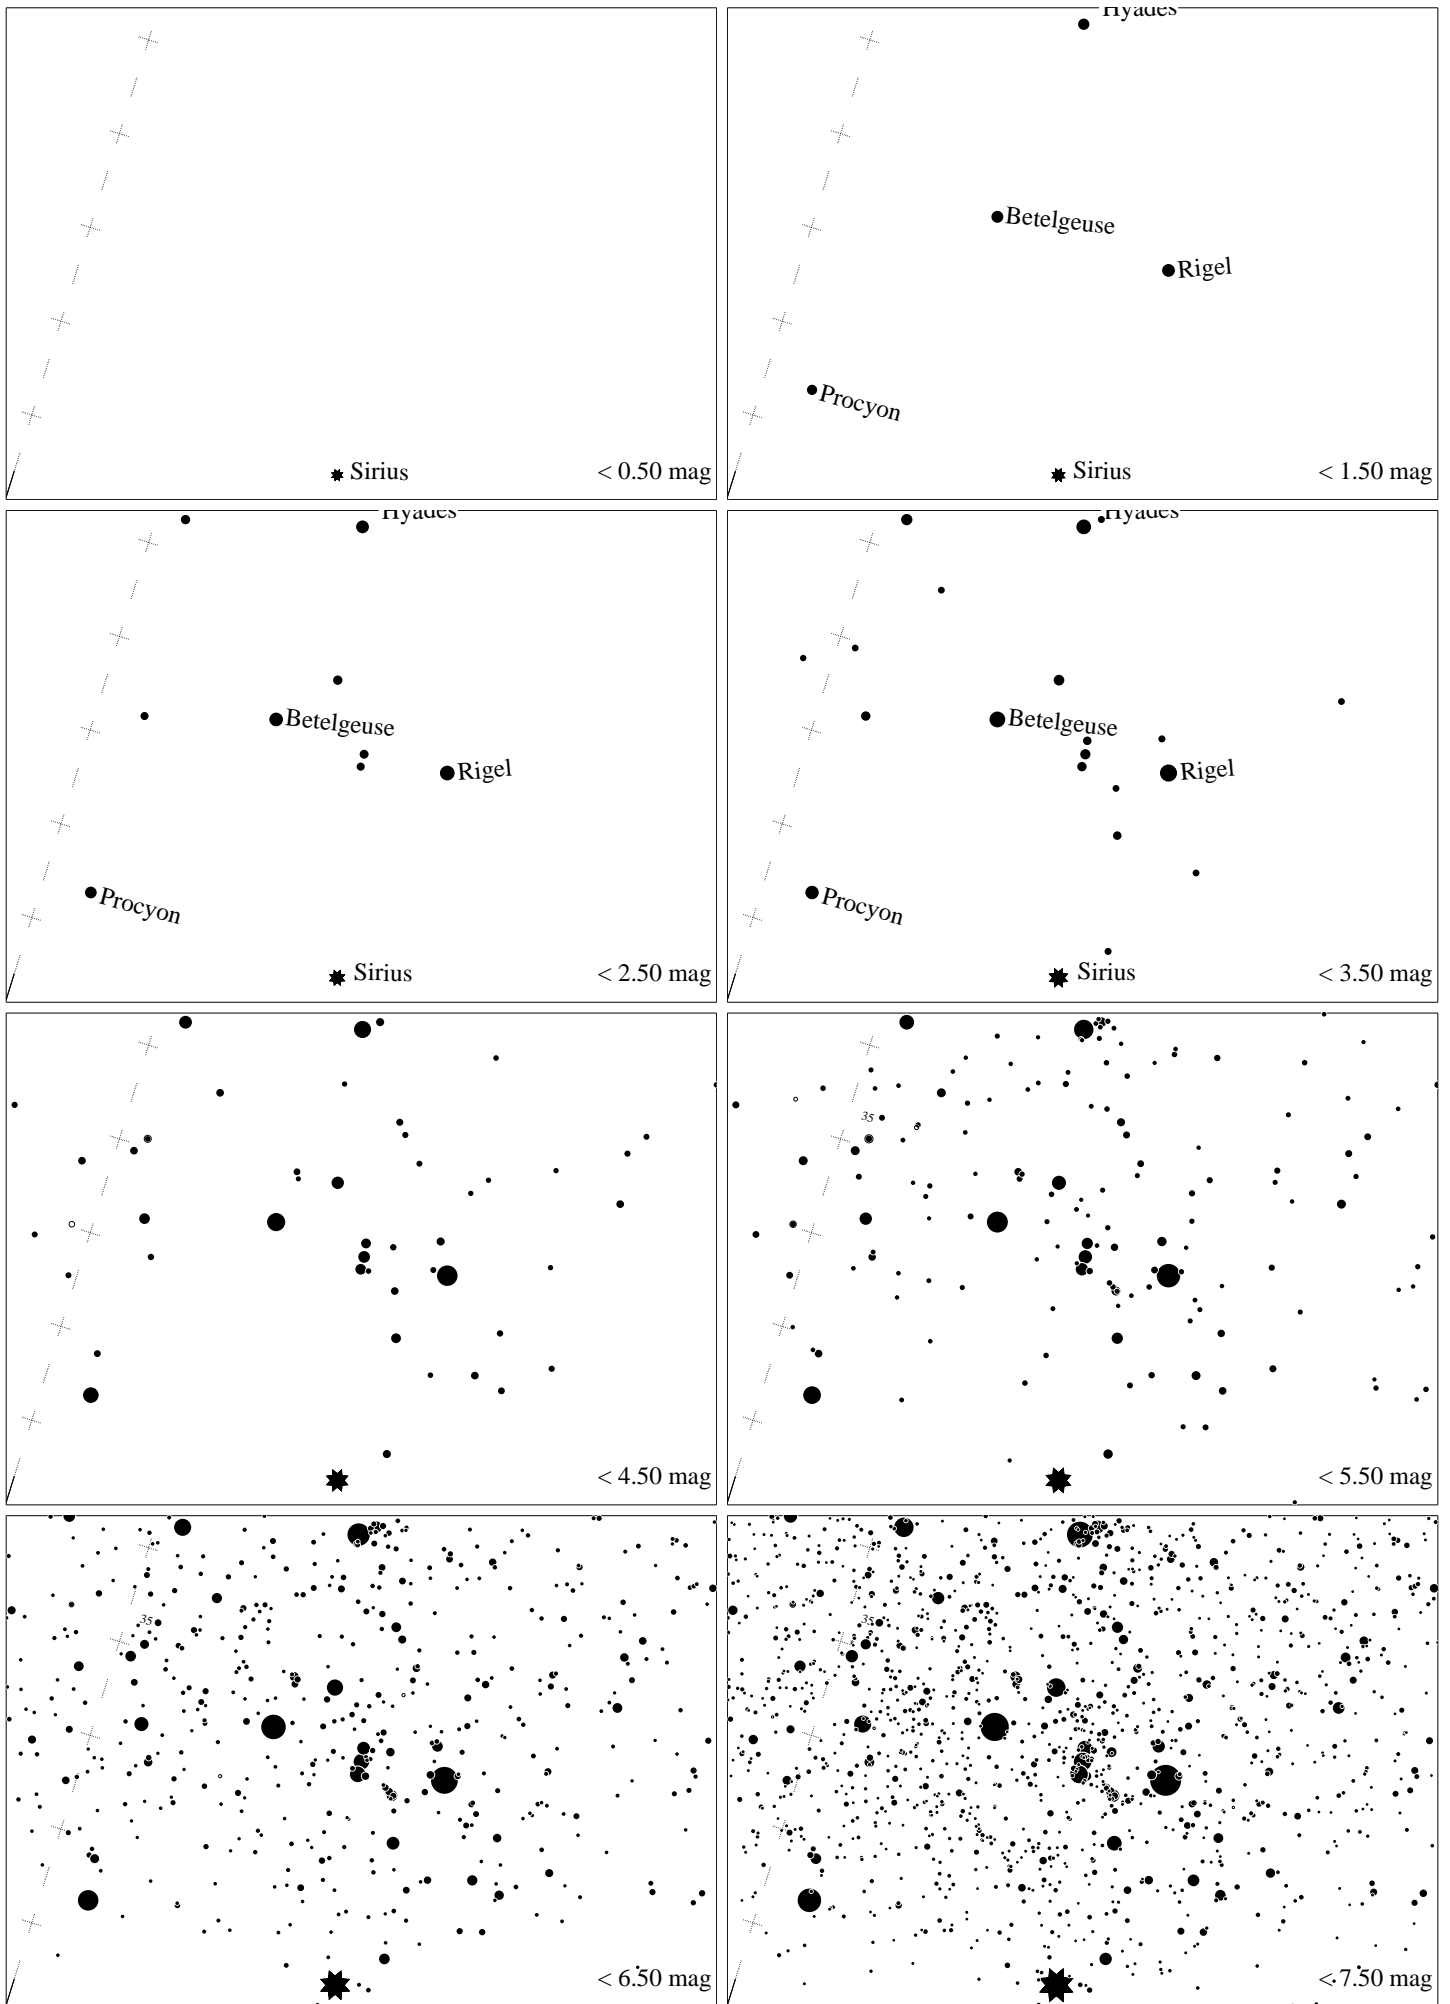 Sirius
< 0.50 mag
Hyades
Betelgeuse
Rigel
Procyon
Sirius
< 1.50 mag
Hyades
Betelgeuse
Rigel
Procyon
Sirius
< 2.50 mag
Hyades
Betelgeuse
Rigel
Procyon
Sirius
< 3.50 mag
< 4.50 mag
35
< 5.50 mag
35
< 6.50 mag
35
< 7.50 mag